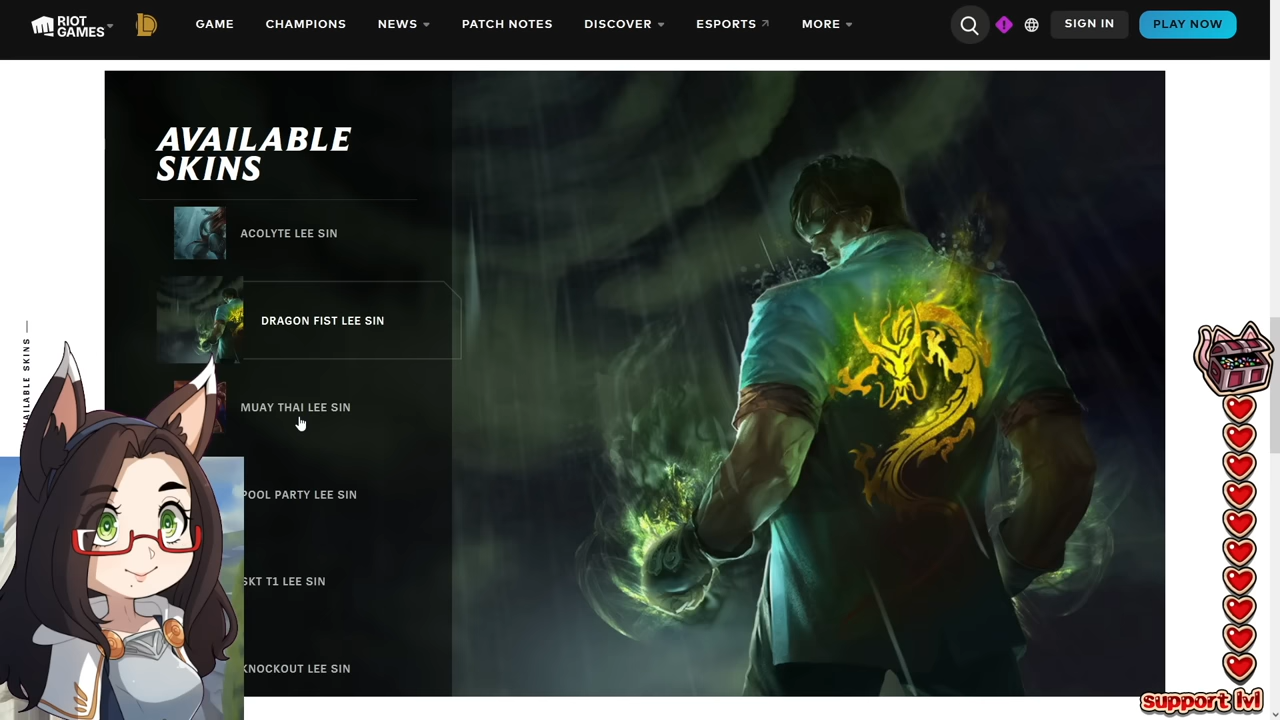 RIOT GAMES
GAME CHAMPIONS NEWS PATCH NOTES DISCOVER ESPORTS MORE SIGN IN PLAY NOW
AVAILABLE
SKINS
ACOLYTE LEE SIN
DRAGON FIST LEE SIN
MUAY THAI LEE SIN
POOL PARTY LEE SIN
SKT T1 LEE SIN
KNOCKOUT LEE SIN
AILABLE SKINS
support lvl